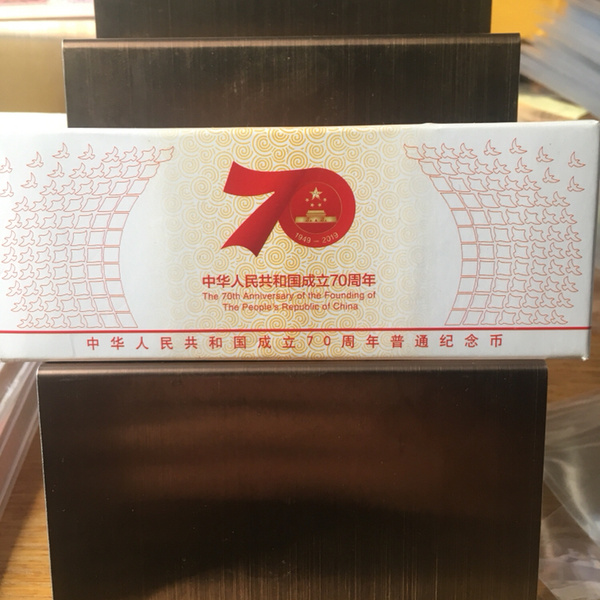 70
1949-2019
中华人民共和国成立70周年
The 70th Anniversary of the Founding of
The People's Republic of China
中华人民共和国成立70周年普通纪念币